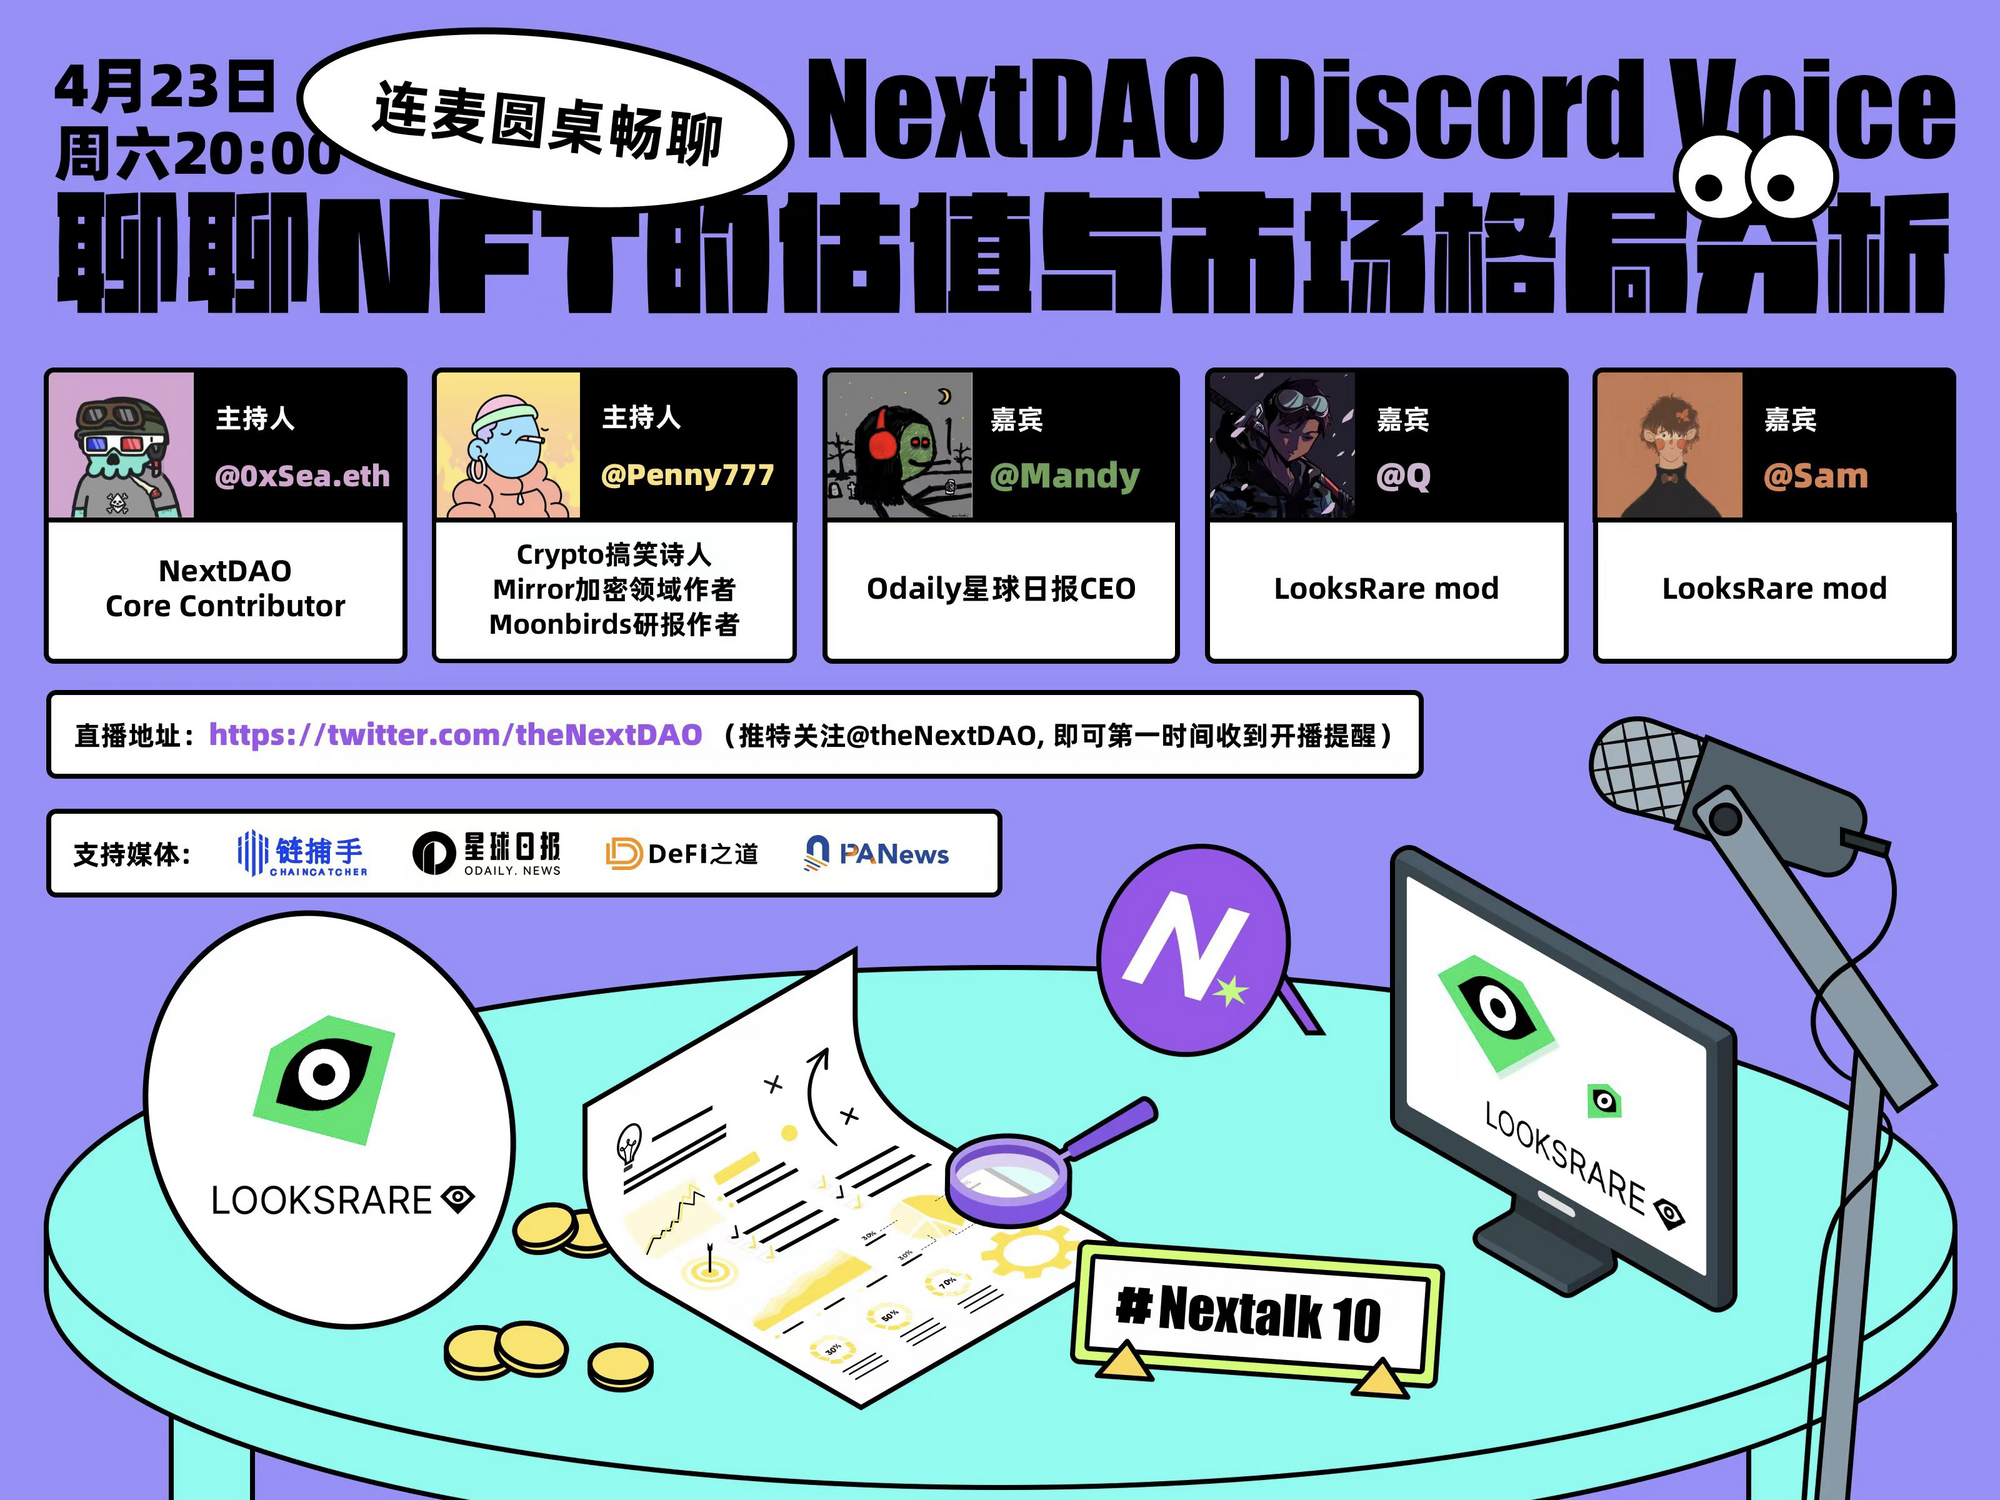 4月23日
周六20:00
连麦圆桌畅聊
NextDAO Discord Voice
聊聊NFT的估值与市场格局分析
主持人
@0xSea.eth
NextDAO
Core Contributor
主持人
@Penny777
Crypto搞笑诗人
Mirror加密领域作者
Moonbirds研报作者
嘉宾
@Mandy
Odaily星球日报CEO
嘉宾
@Q
LooksRare mod
嘉宾
@Sam
LooksRare mod
直播地址：https://twitter.com/theNextDAO（推特关注@theNextDAO, 即可第一时间收到开播提醒）
支持媒体:
链捕手
CHAINCATCHER
星球日报
ODAILY. NEWS
DeFi之道
PANews
N
LOOKSRARE
LOOKSRARE
30%
30%
70%
50%
30%
#Nextalk 10